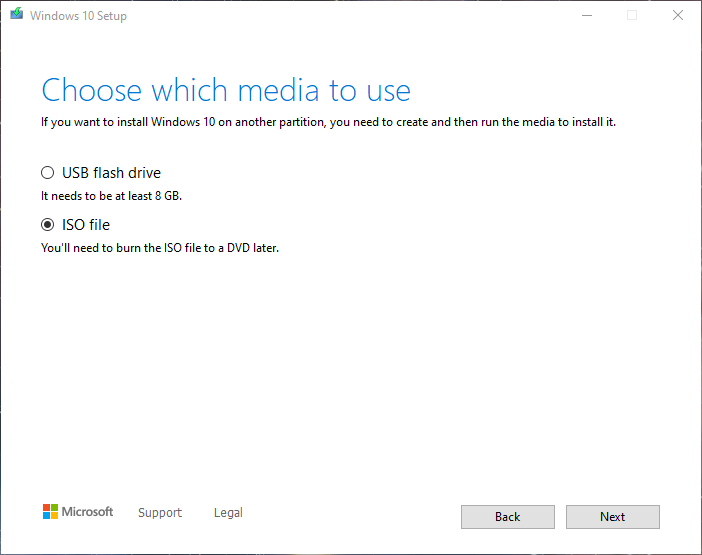 Windows 10 Setup
Choose which media to use
If you want to install Windows 10 on another partition, you need to create and then run the media to install it.
USB flash drive
It needs to be at least 8 GB.
ISO file
You'll need to burn the ISO file to a DVD later.
Microsoft Support Legal Back Next